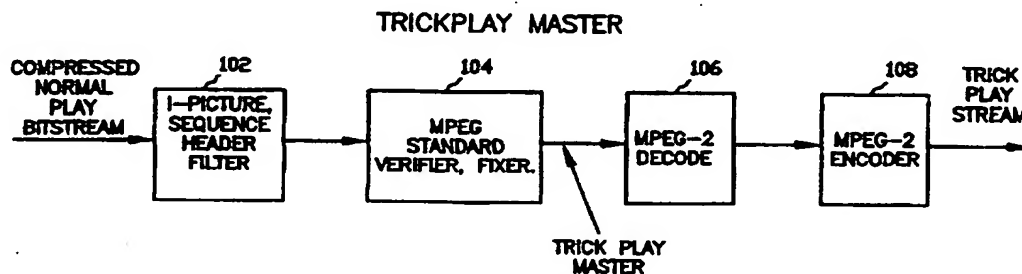 TRICKPLAY MASTER
COMPRESSED
NORMAL
PLAY
BITSTREAM
102
I-PICTURE,
SEQUENCE
HEADER
FILTER
104
MPEG
STANDARD
VERIFIER, FIXER.
TRICK PLAY
MASTER
106
MPEG-2
DECODE
108
MPEG-2
ENCODER
TRICK
PLAY
STREAM